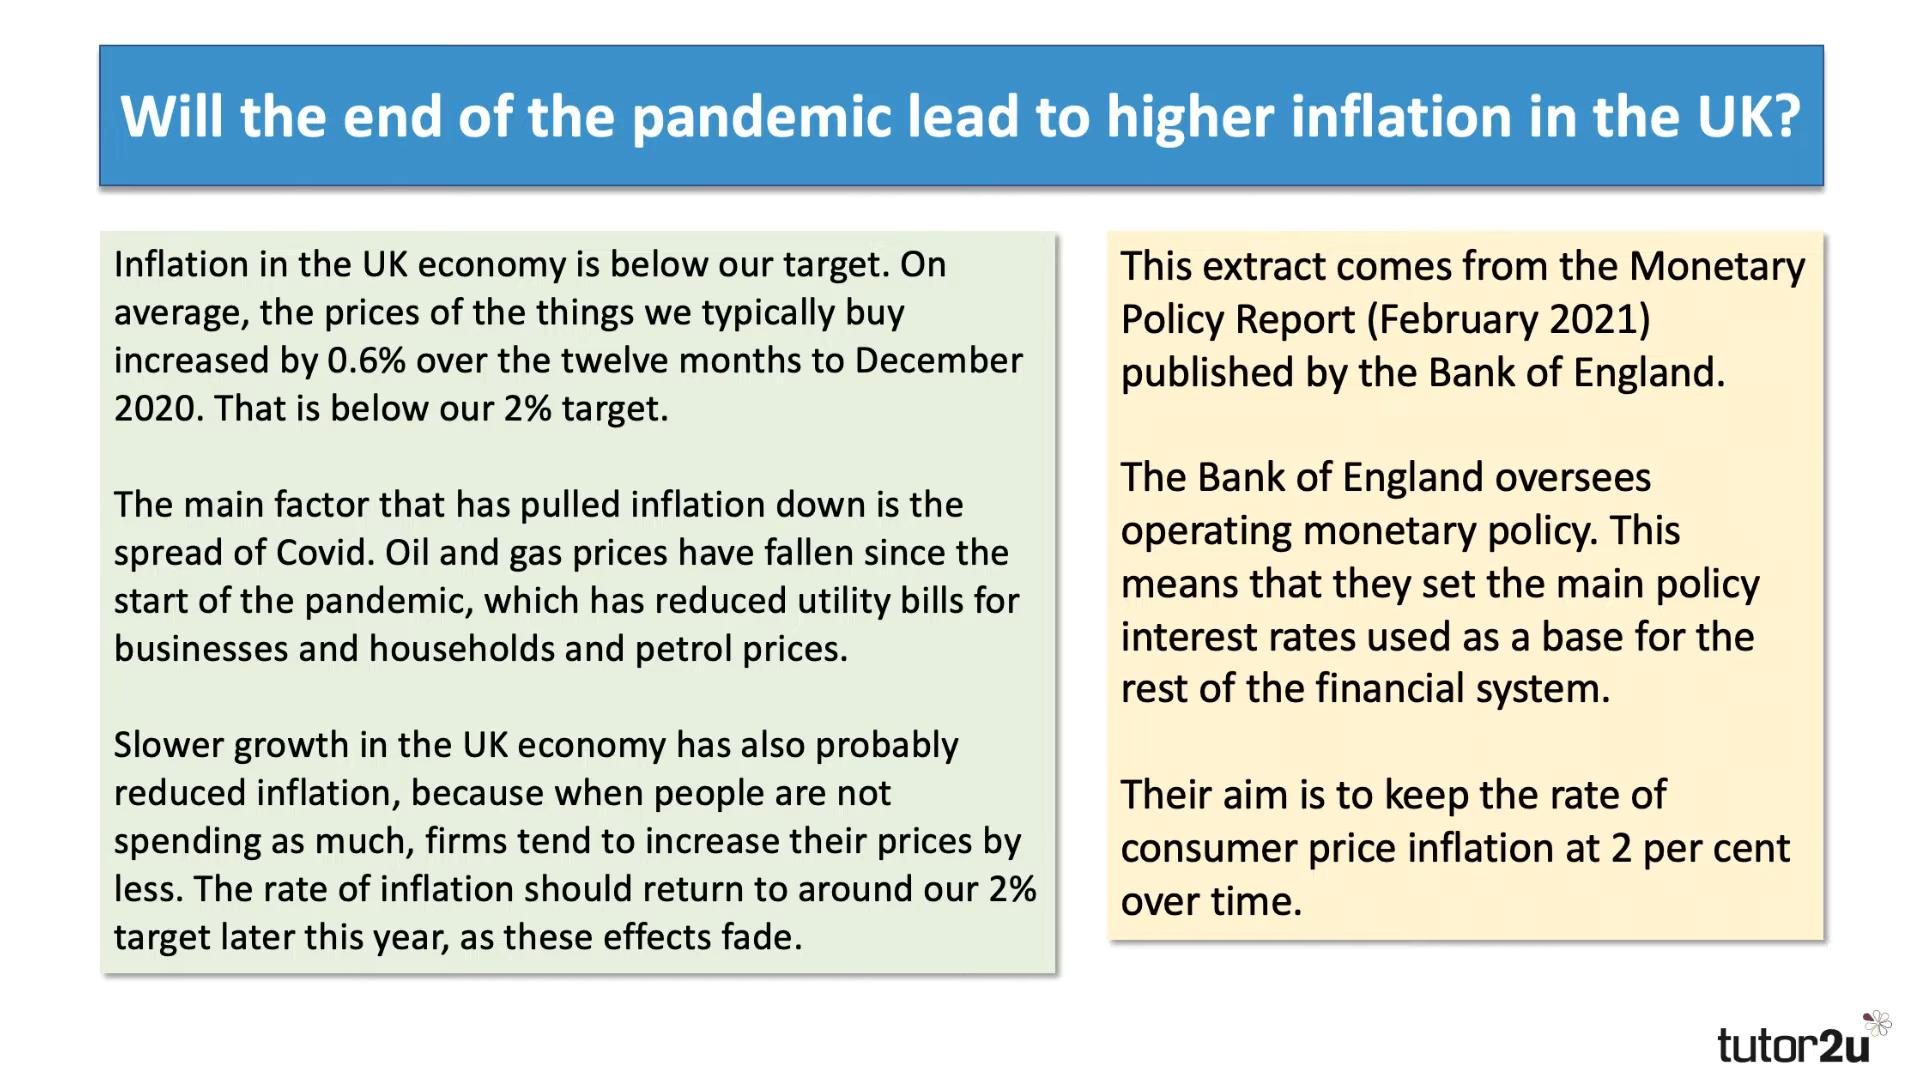 Will the end of the pandemic lead to higher inflation in the UK?
Inflation in the UK economy is below our target. On
average, the prices of the things we typically buy
increased by 0.6% over the twelve months to December
2020. That is below our 2% target.
The main factor that has pulled inflation down is the
spread of Covid. Oil and gas prices have fallen since the
start of the pandemic, which has reduced utility bills for
businesses and households and petrol prices.
Slower growth in the UK economy has also probably
reduced inflation, because when people are not
spending as much, firms tend to increase their prices by
less. The rate of inflation should return to around our 2%
target later this year, as these effects fade.
This extract comes from the Monetary
Policy Report (February 2021)
published by the Bank of England.
The Bank of England oversees
operating monetary policy. This
means that they set the main policy
interest rates used as a base for the
rest of the financial system.
Their aim is to keep the rate of
consumer price inflation at 2 per cent
over time.
tutor2u